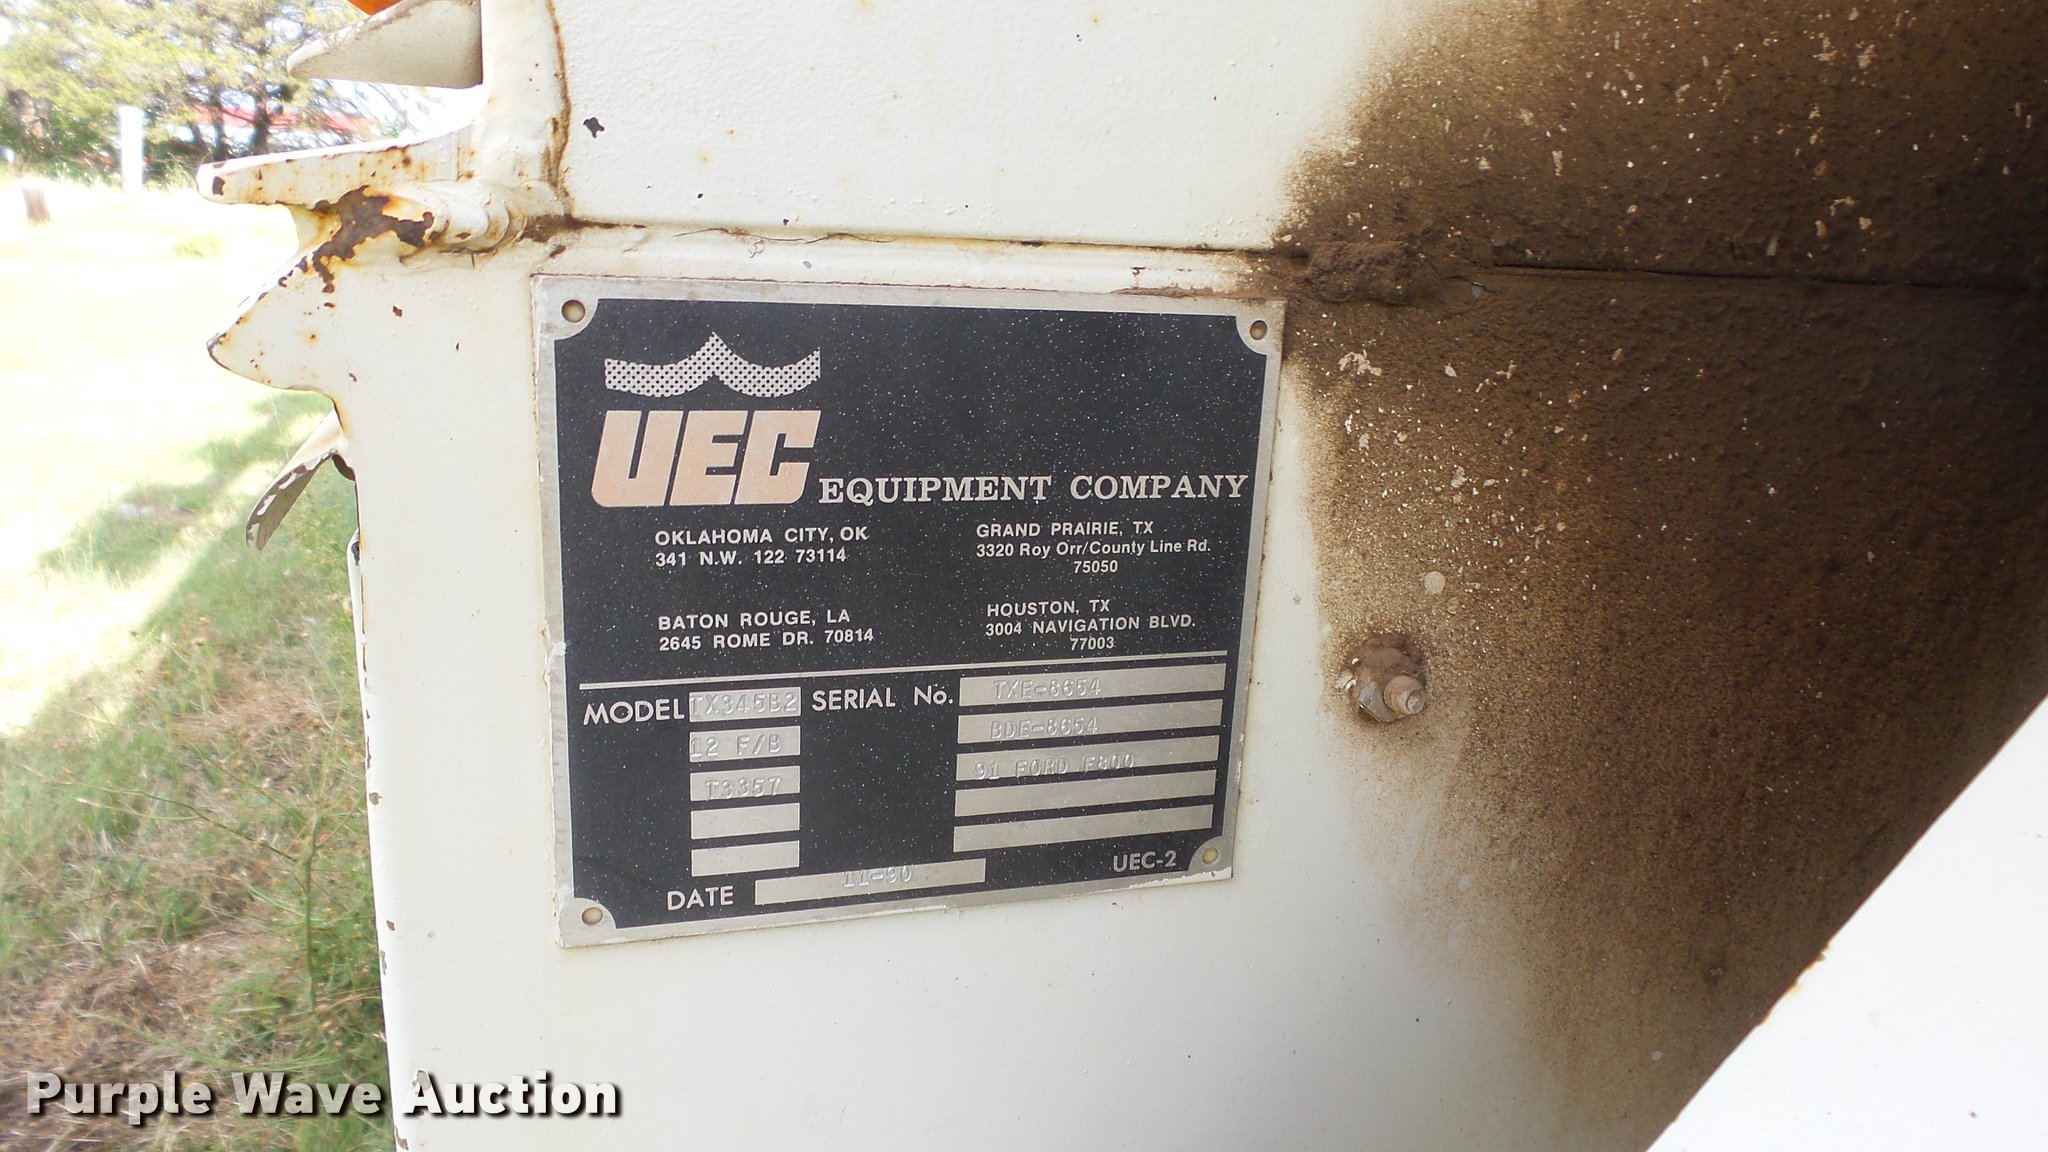 UEC EQUIPMENT COMPANY
OKLAHOMA CITY, OK
341 N.W. 122 73114
GRAND PRAIRIE, TX
3320 Roy Orr/County Line Rd.
75050
BATON ROUGE, LA
2645 ROME DR. 70814
HOUSTON, TX
3004 NAVIGATION BLVD.
77003
MODEL TX345B2 SERIAL No. TXE-8654
12 F/B BDE-8654
T3357 91 FORD F800
DATE 11-90
UEC-2
Purple Wave Auction